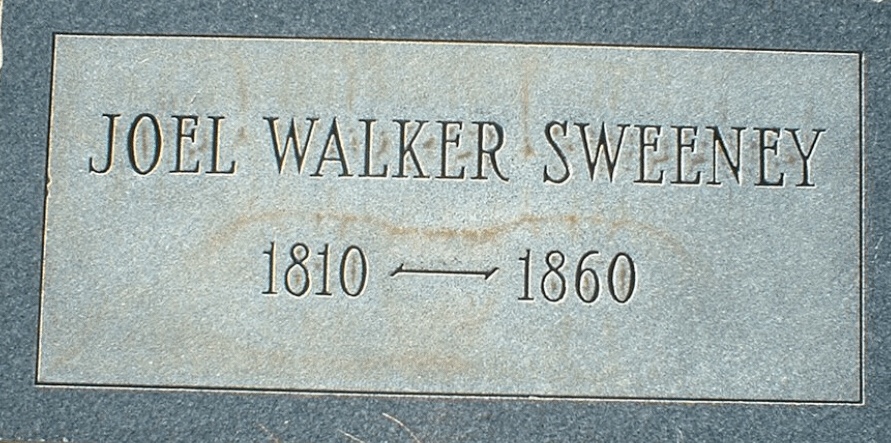 JOEL WALKER SWEENEY
1810 — 1860